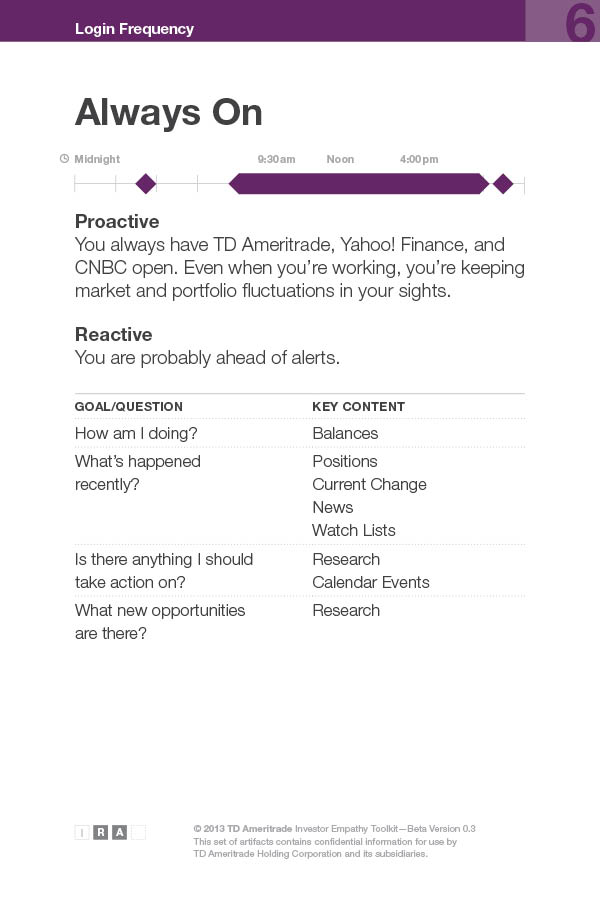 Login Frequency
6
Always On
Midnight 9:30am Noon 4:00pm
Proactive
You always have TD Ameritrade, Yahoo! Finance, and
CNBC open. Even when you’re working, you’re keeping
market and portfolio fluctuations in your sights.
Reactive
You are probably ahead of alerts.
GOAL/QUESTION KEY CONTENT
How am I doing? Balances
What’s happened Positions
recently? Current Change
News
Watch Lists
Is there anything I should Research
take action on? Calendar Events
What new opportunities Research
are there?
I R A
© 2013 TD Ameritrade Investor Empathy Toolkit—Beta Version 0.3
This set of artifacts contains confidential information for use by
TD Ameritrade Holding Corporation and its subsidiaries.